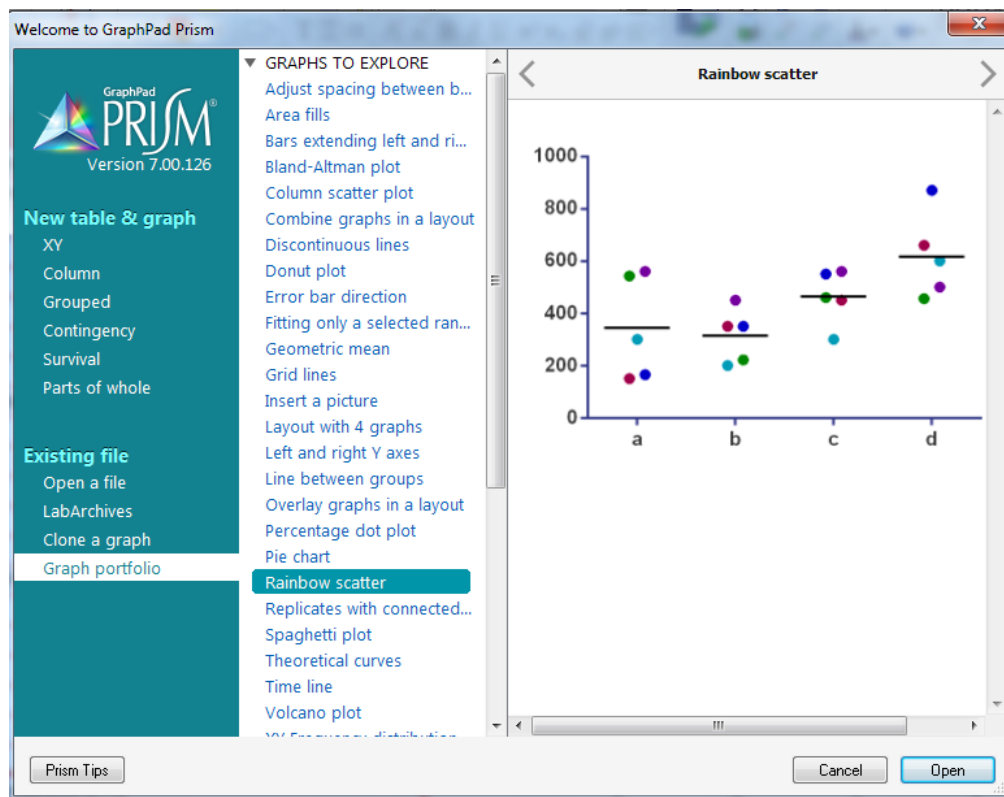 Welcome to GraphPad Prism
GraphPad
PRISM®
Version 7.00.126
New table & graph
XY
Column
Grouped
Contingency
Survival
Parts of whole
Existing file
Open a file
LabArchives
Clone a graph
Graph portfolio
GRAPHS TO EXPLORE
Adjust spacing between b...
Area fills
Bars extending left and ri...
Bland-Altman plot
Column scatter plot
Combine graphs in a layout
Discontinuous lines
Donut plot
Error bar direction
Fitting only a selected ran...
Geometric mean
Grid lines
Insert a picture
Layout with 4 graphs
Left and right Y axes
Line between groups
Overlay graphs in a layout
Percentage dot plot
Pie chart
Rainbow scatter
Replicates with connected...
Spaghetti plot
Theoretical curves
Time line
Volcano plot
Rainbow scatter
1000
800
600
400
200
0
a b c d
Prism Tips
Cancel
Open